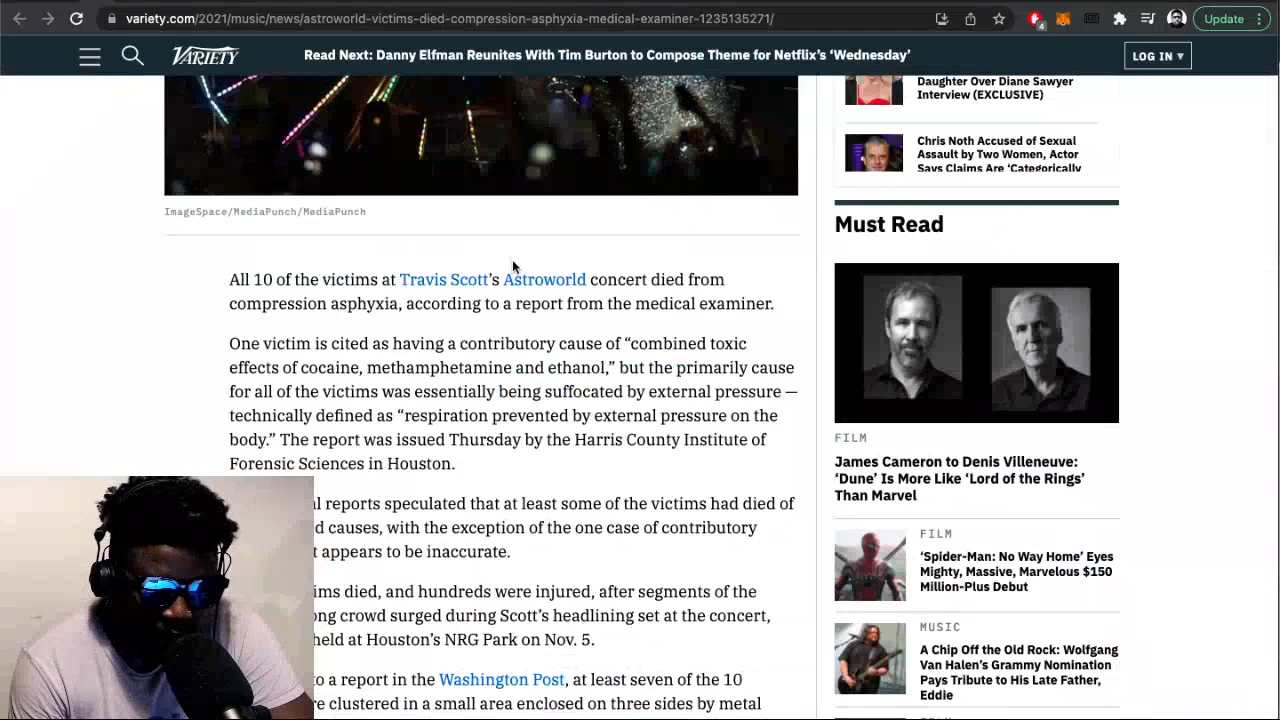 variety.com/2021/music/news/astro
-victims-died-compression-asphyxia-medical-examiner-1235135271/
4
Update
VARIETY
Read Next: Danny Elfman Reunites With Tim Burton to Compose Theme for Netflix's ‘Wednesday’
LOG IN ▾
ImageSpace/MediaPunch/MediaPunch
All 10 of the victims at Travis Scott’s Astroworld concert died from
compression asphyxia, according to a report from the medical examiner.
One victim is cited as having a contributory cause of “combined toxic
effects of cocaine, methamphetamine and ethanol,” but the primarily cause
for all of the victims was essentially being suffocated by external pressure —
technically defined as “respiration prevented by external pressure on the
body.” The report was issued Thursday by the Harris County Institute of
Forensic Sciences in Houston.
l reports speculated that at least some of the victims had died of
d causes, with the exception of the one case of contributory
t appears to be inaccurate.
s died, and hundreds were injured, after segments of the
ng crowd surged during Scott’s headlining set at the concert,
held at Houston’s NRG Park on Nov. 5.
o a report in the Washington Post, at least seven of the 10
re clustered in a small area enclosed on three sides by metal
Daughter Over Diane Sawyer
Interview (EXCLUSIVE)
Chris Noth Accused of Sexual
Assault by Two Women, Actor
Says Claims Are ‘Categorically
Must Read
FILM
James Cameron to Denis Villeneuve:
‘Dune’ Is More Like ‘Lord of the Rings’
Than Marvel
FILM
‘Spider-Man: No Way Home’ Eyes
Mighty, Massive, Marvelous $150
Million-Plus Debut
MUSIC
A Chip Off the Old Rock: Wolfgang
Van Halen’s Grammy Nomination
Pays Tribute to His Late Father,
Eddie